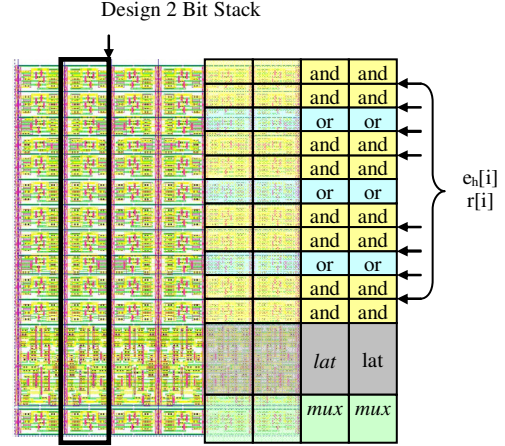 Design 2 Bit Stack
and and
and and
or or
and and
and and
or or
and and
and and
or or
and and
and and
lat lat
mux mux
eh[i]
r[i]